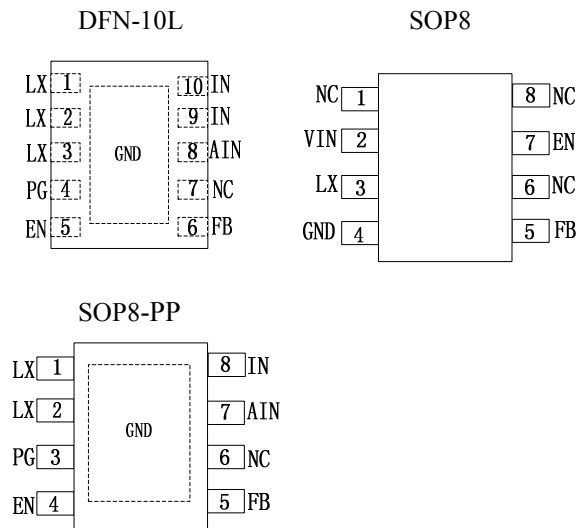 DFN-10L
LX 1 10 IN
LX 2 9 IN
LX 3 GND 8 AIN
PG 4 7 NC
EN 5 6 FB
SOP8
NC 1 8 NC
VIN 2 7 EN
LX 3 6 NC
GND 4 5 FB
SOP8-PP
LX 1 8 IN
LX 2 7 AIN
GND
PG 3 6 NC
EN 4 5 FB